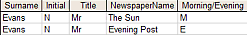 Surname Initial Title NewspaperName Morning/Evening
Evans N Mr The Sun M
Evans N Mr Evening Post E